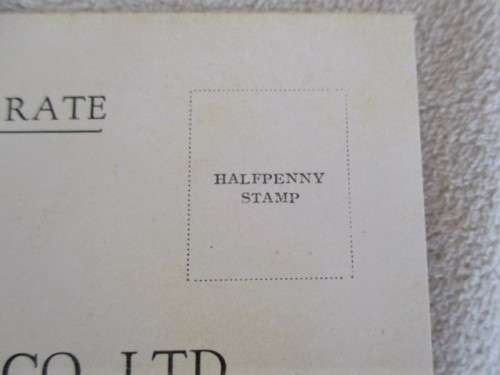 RATE
HALFPENNY
STAMP
CO. LTD